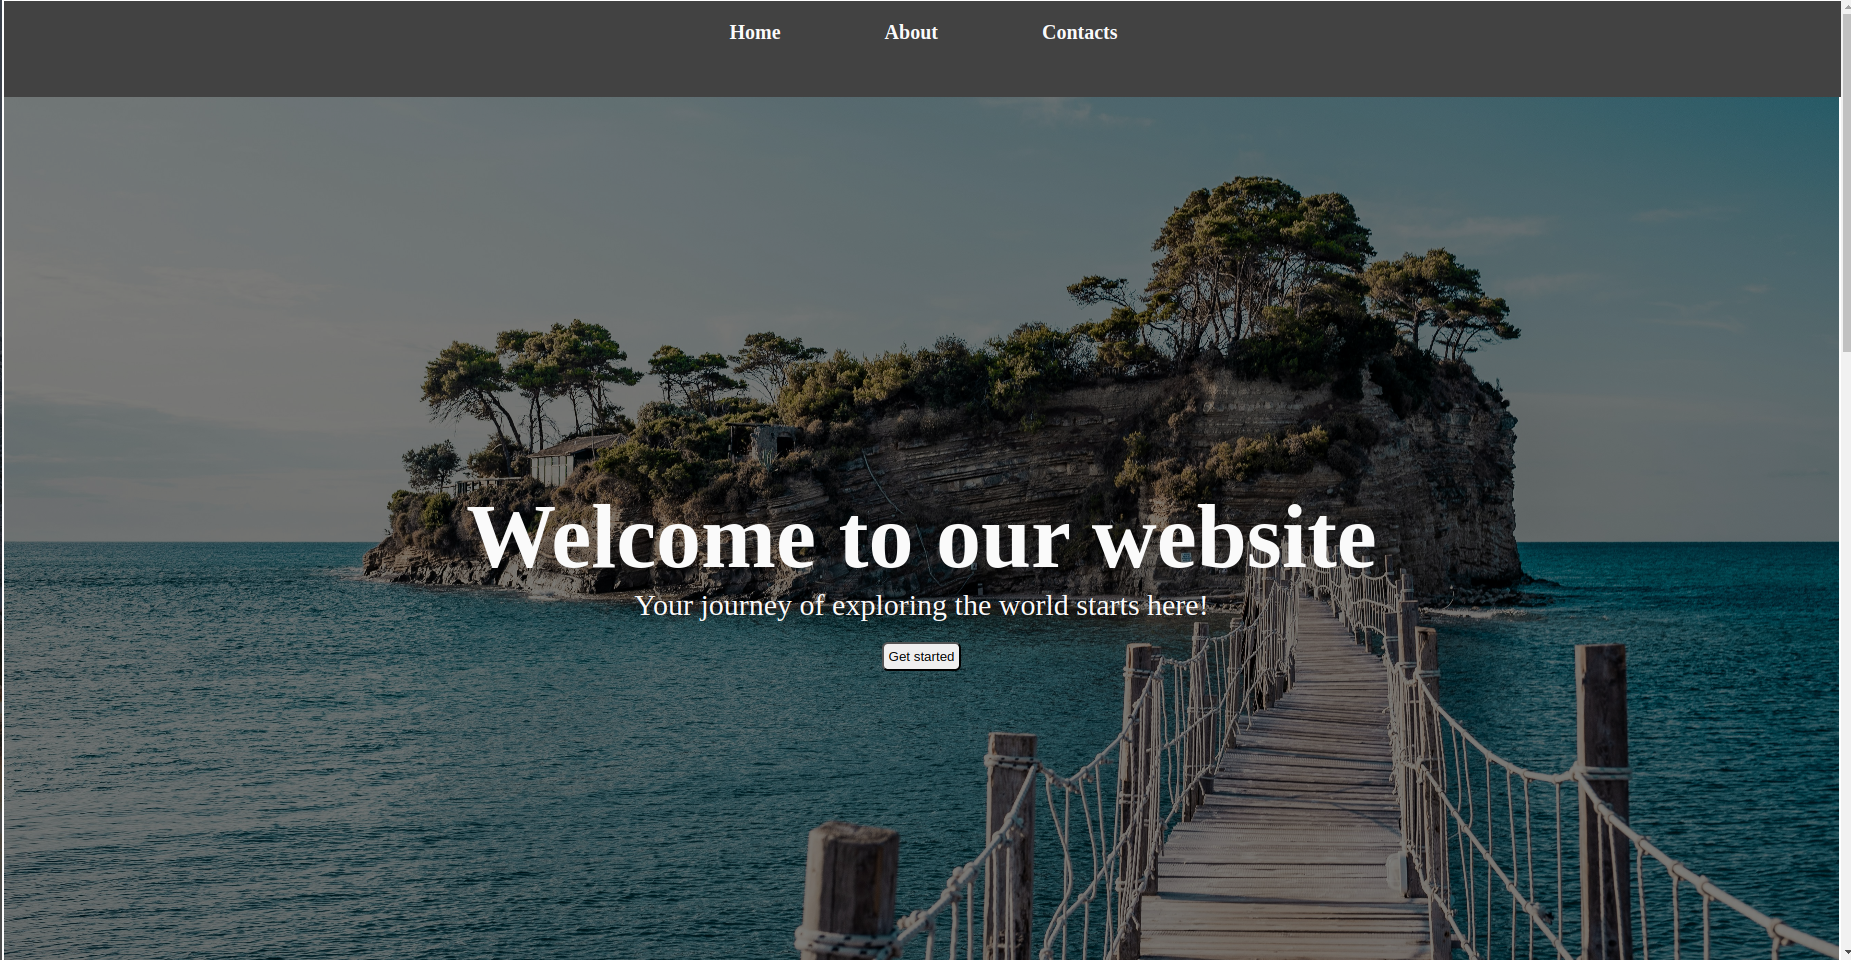 Home About Contacts
Welcome to our website
Your journey of exploring the world starts here!
Get started